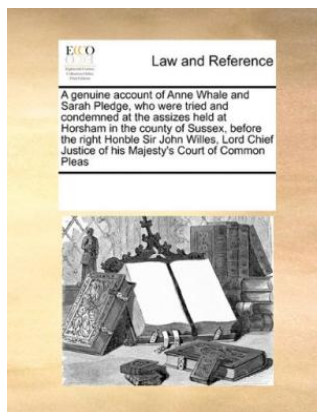 ECCO
Law and Reference
A genuine account of Anne Whale and
Sarah Pledge, who were tried and
condemned at the assizes held at
Horsham in the county of Sussex, before
the right Honble Sir John Willes, Lord Chief
Justice of his Majesty's Court of Common
Pleas